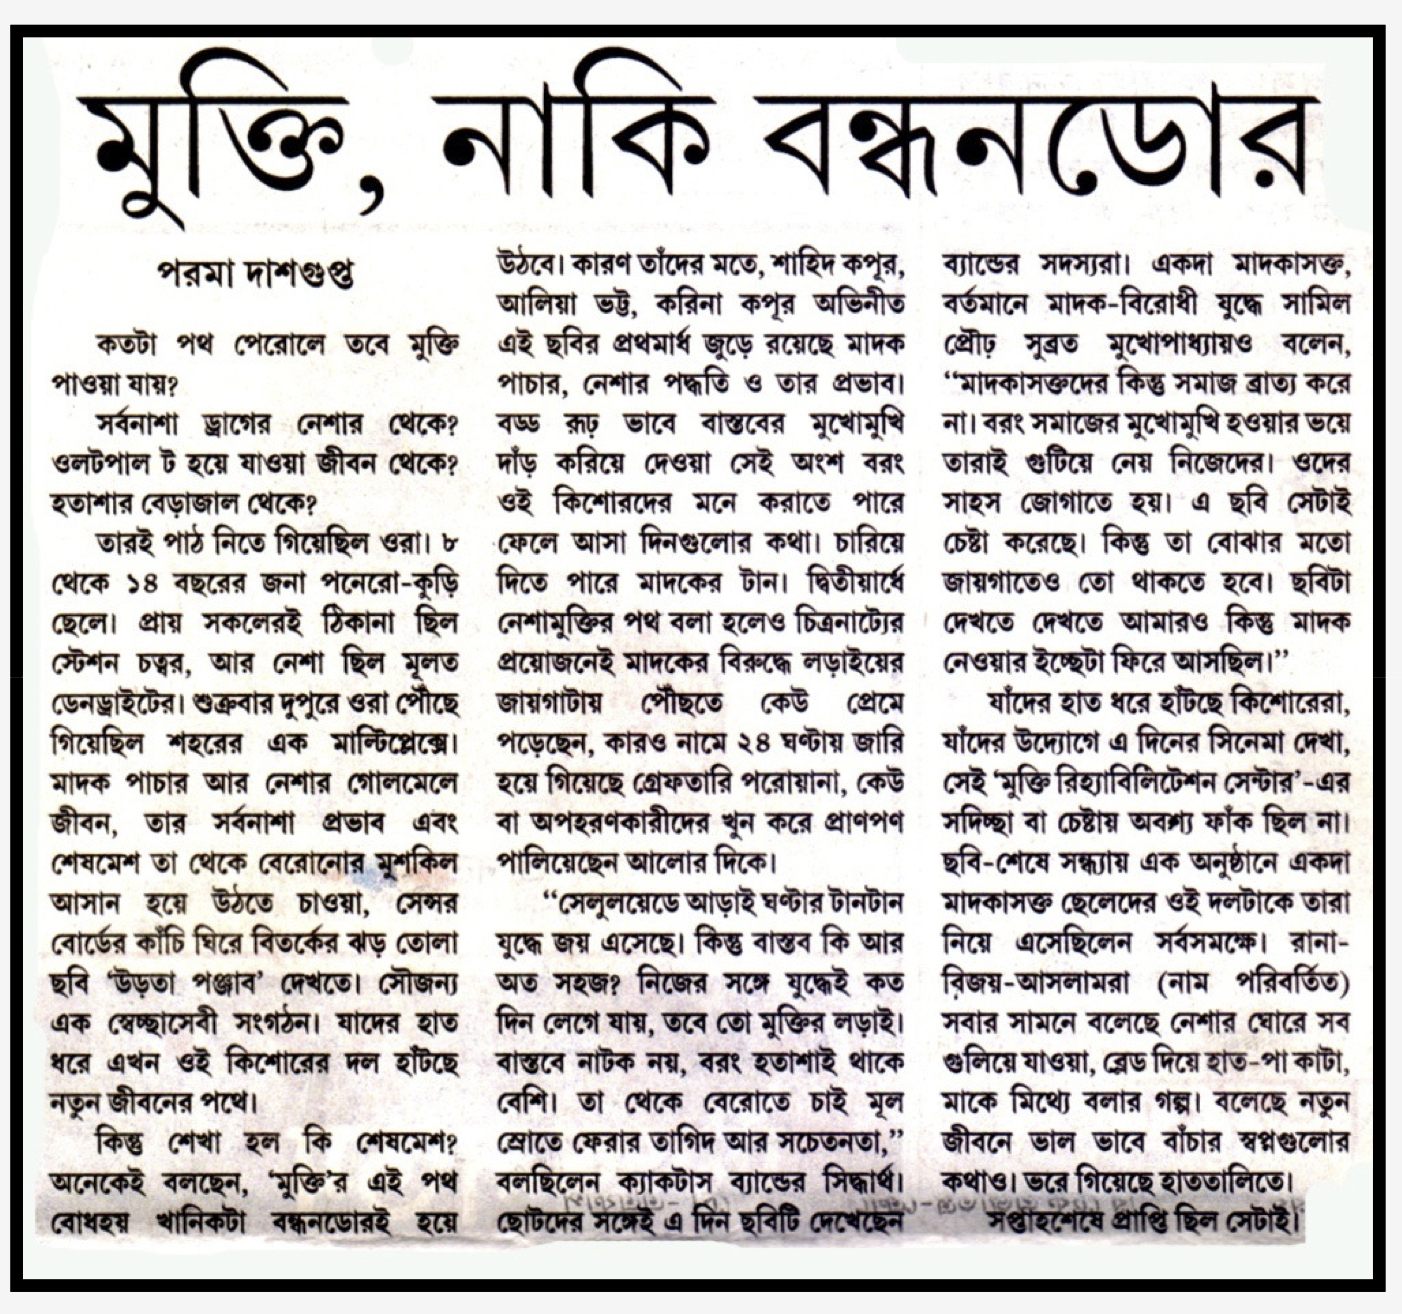 মুক্তি, নাকি বন্ধনডোর
পরমা দাশগুপ্ত
কতটা পথ পেরোলে তবে মুক্তি
পাওয়া যায়?
সর্বনাশা ড্রাগের নেশার থেকে?
ওলটপাল ট হয়ে যাওয়া জীবন থেকে?
হতাশার বেড়াজাল থেকে?
তারই পাঠ নিতে গিয়েছিল ওরা। ৮
থেকে ১৪ বছরের জনা পনেরো-কুড়ি
ছেলে। প্রায় সকলেরই ঠিকানা ছিল
স্টেশন চত্বর, আর নেশা ছিল মূলত
ডেনড্রাইটের। শুক্রবার দুপুরে ওরা পৌঁছে
গিয়েছিল শহরের এক মাল্টিপ্লেক্সে।
মাদক পাচার আর নেশার গোলমেলে
জীবন, তার সর্বনাশা প্রভাব এবং
শেষমেশ তা থেকে বেরোনোর মুশকিল
আসান হয়ে উঠতে চাওয়া, সেন্সর
বোর্ডের কাঁচি ঘিরে বিতর্কের ঝড় তোলা
ছবি ‘উড়তা পঞ্জাব’ দেখতে। সৌজন্য
এক স্বেচ্ছাসেবী সংগঠন। যাদের হাত
ধরে এখন ওই কিশোরের দল হাঁটছে
নতুন জীবনের পথে।
কিন্তু শেখা হল কি শেষমেশ?
অনেকেই বলছেন, ‘মুক্তি’র এই পথ
বোধহয় খানিকটা বন্ধনডোরই হয়ে
উঠবে। কারণ তাঁদের মতে, শাহিদ কপূর,
আলিয়া ভট্ট, করিনা কপূর অভিনীত
এই ছবির প্রথমার্ধ জুড়ে রয়েছে মাদক
পাচার, নেশার পদ্ধতি ও তার প্রভাব।
বড্ড রূঢ় ভাবে বাস্তবের মুখোমুখি
দাঁড় করিয়ে দেওয়া সেই অংশ বরং
ওই কিশোরদের মনে করাতে পারে
ফেলে আসা দিনগুলোর কথা। চারিয়ে
দিতে পারে মাদকের টান। দ্বিতীয়ার্ধে
নেশামুক্তির পথ বলা হলেও চিত্রনাট্যের
প্রয়োজনেই মাদকের বিরুদ্ধে লড়াইয়ের
জায়গাটায় পৌঁছতে কেউ প্রেমে
পড়েছেন, কারও নামে ২৪ ঘণ্টায় জারি
হয়ে গিয়েছে গ্রেফতারি পরোয়ানা, কেউ
বা অপহরণকারীদের খুন করে প্রাণপণ
পালিয়েছেন আলোর দিকে।
“সেলুলয়েডে আড়াই ঘণ্টার টানটান
যুদ্ধে জয় এসেছে। কিন্তু বাস্তব কি আর
অত সহজ? নিজের সঙ্গে যুদ্ধেই কত
দিন লেগে যায়, তবে তো মুক্তির লড়াই।
বাস্তবে নাটক নয়, বরং হতাশাই থাকে
বেশি। তা থেকে বেরোতে চাই মূল
স্রোতে ফেরার তাগিদ আর সচেতনতা,”
বলছিলেন ক্যাকটাস ব্যান্ডের সিদ্ধার্থ।
ছোটদের সঙ্গেই এ দিন ছবিটি দেখেছেন
ব্যান্ডের সদস্যরা। একদা মাদকাসক্ত,
বর্তমানে মাদক-বিরোধী যুদ্ধে সামিল
প্রৌঢ় সুব্রত মুখোপাধ্যায়ও বলেন,
“মাদকাসক্তদের কিন্তু সমাজ ব্রাত্য করে
না। বরং সমাজের মুখোমুখি হওয়ার ভয়ে
তারাই গুটিয়ে নেয় নিজেদের। ওদের
সাহস জোগাতে হয়। এ ছবি সেটাই
চেষ্টা করেছে। কিন্তু তা বোঝার মতো
জায়গাতেও তো থাকতে হবে। ছবিটা
দেখতে দেখতে আমারও কিন্তু মাদক
নেওয়ার ইচ্ছেটা ফিরে আসছিল।”
যাঁদের হাত ধরে হাঁটছে কিশোরেরা,
যাঁদের উদ্যোগে এ দিনের সিনেমা দেখা,
সেই ‘মুক্তি রিহ্যাবিলিটেশন সেন্টার’-এর
সদিচ্ছা বা চেষ্টায় অবশ্য ফাঁক ছিল না।
ছবি-শেষে সন্ধ্যায় এক অনুষ্ঠানে একদা
মাদকাসক্ত ছেলেদের ওই দলটাকে তারা
নিয়ে এসেছিলেন সর্বসমক্ষে। রানা-
বিজয়-আসলামরা (নাম পরিবর্তিত)
সবার সামনে বলেছে নেশার ঘোরে সব
গুলিয়ে যাওয়া, ব্লেড দিয়ে হাত-পা কাটা,
মাকে মিথ্যে বলার গল্প। বলেছে নতুন
জীবনে ভাল ভাবে বাঁচার স্বপ্নগুলোর
কথাও। ভরে গিয়েছে হাততালিতে।
সপ্তাহশেষে প্রাপ্তি ছিল সেটাই।